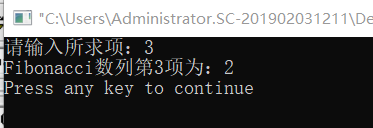 "C:\Users\Administrator.SC-201902031211\De
请输入所求项：3
Fibonacci数列第3项为：2
Press any key to continue